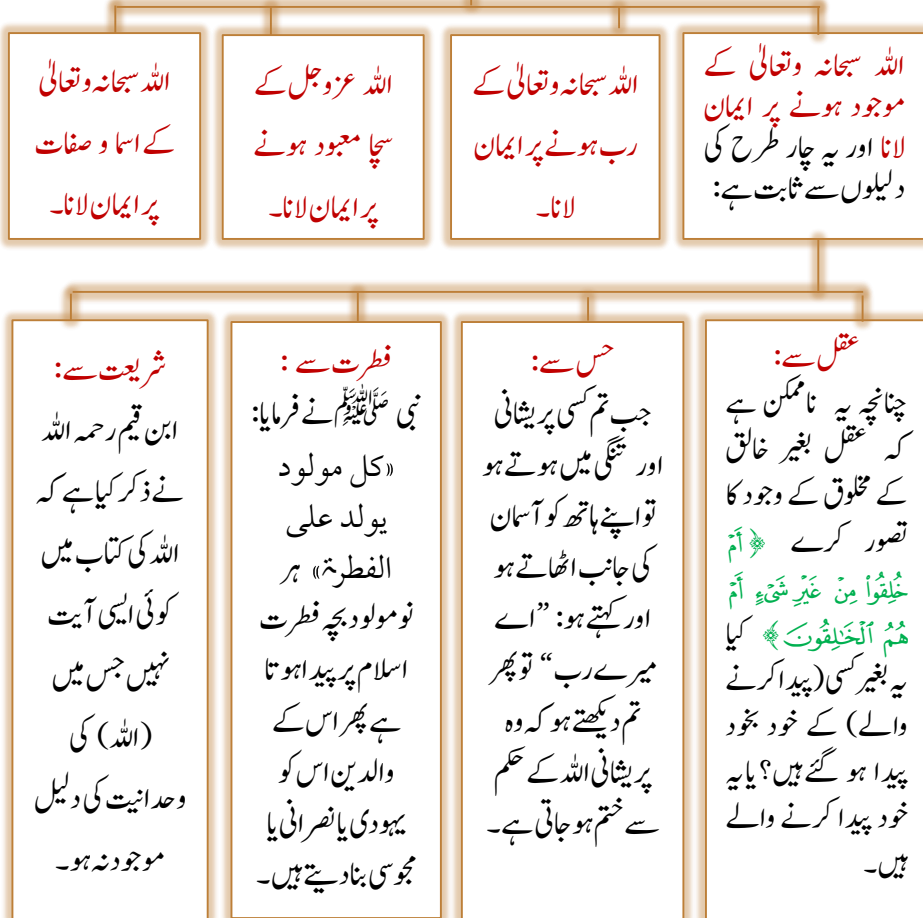 اللہ سبحانہ وتعالیٰ کے
موجود ہونے پر ایمان
لانا اور یہ چار طرح کی
دلیلوں سے ثابت ہے:
اللہ سبحانہ وتعالیٰ کے
رب ہونے پر ایمان
لانا۔
اللہ عزوجل کے
سچا معبود ہونے
پر ایمان لانا۔
اللہ سبحانہ وتعالیٰ
کے اسما و صفات
پر ایمان لانا۔
عقل سے:
چنانچہ یہ ناممکن ہے
کہ عقل بغیر خالق
کے مخلوق کے وجود کا
تصور کرے ﴿أَمۡ
خُلِقُواْ مِنۡ غَيۡرِ شَيۡءٍ أَمۡ
هُمُ ٱلۡخَٰلِقُونَ﴾ کیا
یہ بغیر کسی (پیدا کرنے
والے) کے خود بخود
پیدا ہو گئے ہیں؟ یا یہ
خود پیدا کرنے والے
ہیں۔
حس سے:
جب تم کسی پریشانی
اور تنگی میں ہوتے ہو
تو اپنے ہاتھ کو آسمان
کی جانب اٹھاتے ہو
اور کہتے ہو: ”اے
میرے رب“ تو پھر
تم دیکھتے ہو کہ وہ
پریشانی اللہ کے حکم
سے ختم ہو جاتی ہے۔
فطرت سے :
نبی ﷺ نے فرمایا:
«كل مولود
يولد على
الفطرة» ہر
نومولود بچہ فطرت
اسلام پر پیدا ہوتا
ہے پھر اس کے
والدین اس کو
یہودی یا نصرانی یا
مجوسی بنا دیتے ہیں۔
شریعت سے:
ابن قیم رحمہ اللہ
نے ذکر کیا ہے کہ
اللہ کی کتاب میں
کوئی ایسی آیت
نہیں جس میں
(اللہ) کی
وحدانیت کی دلیل
موجود نہ ہو۔